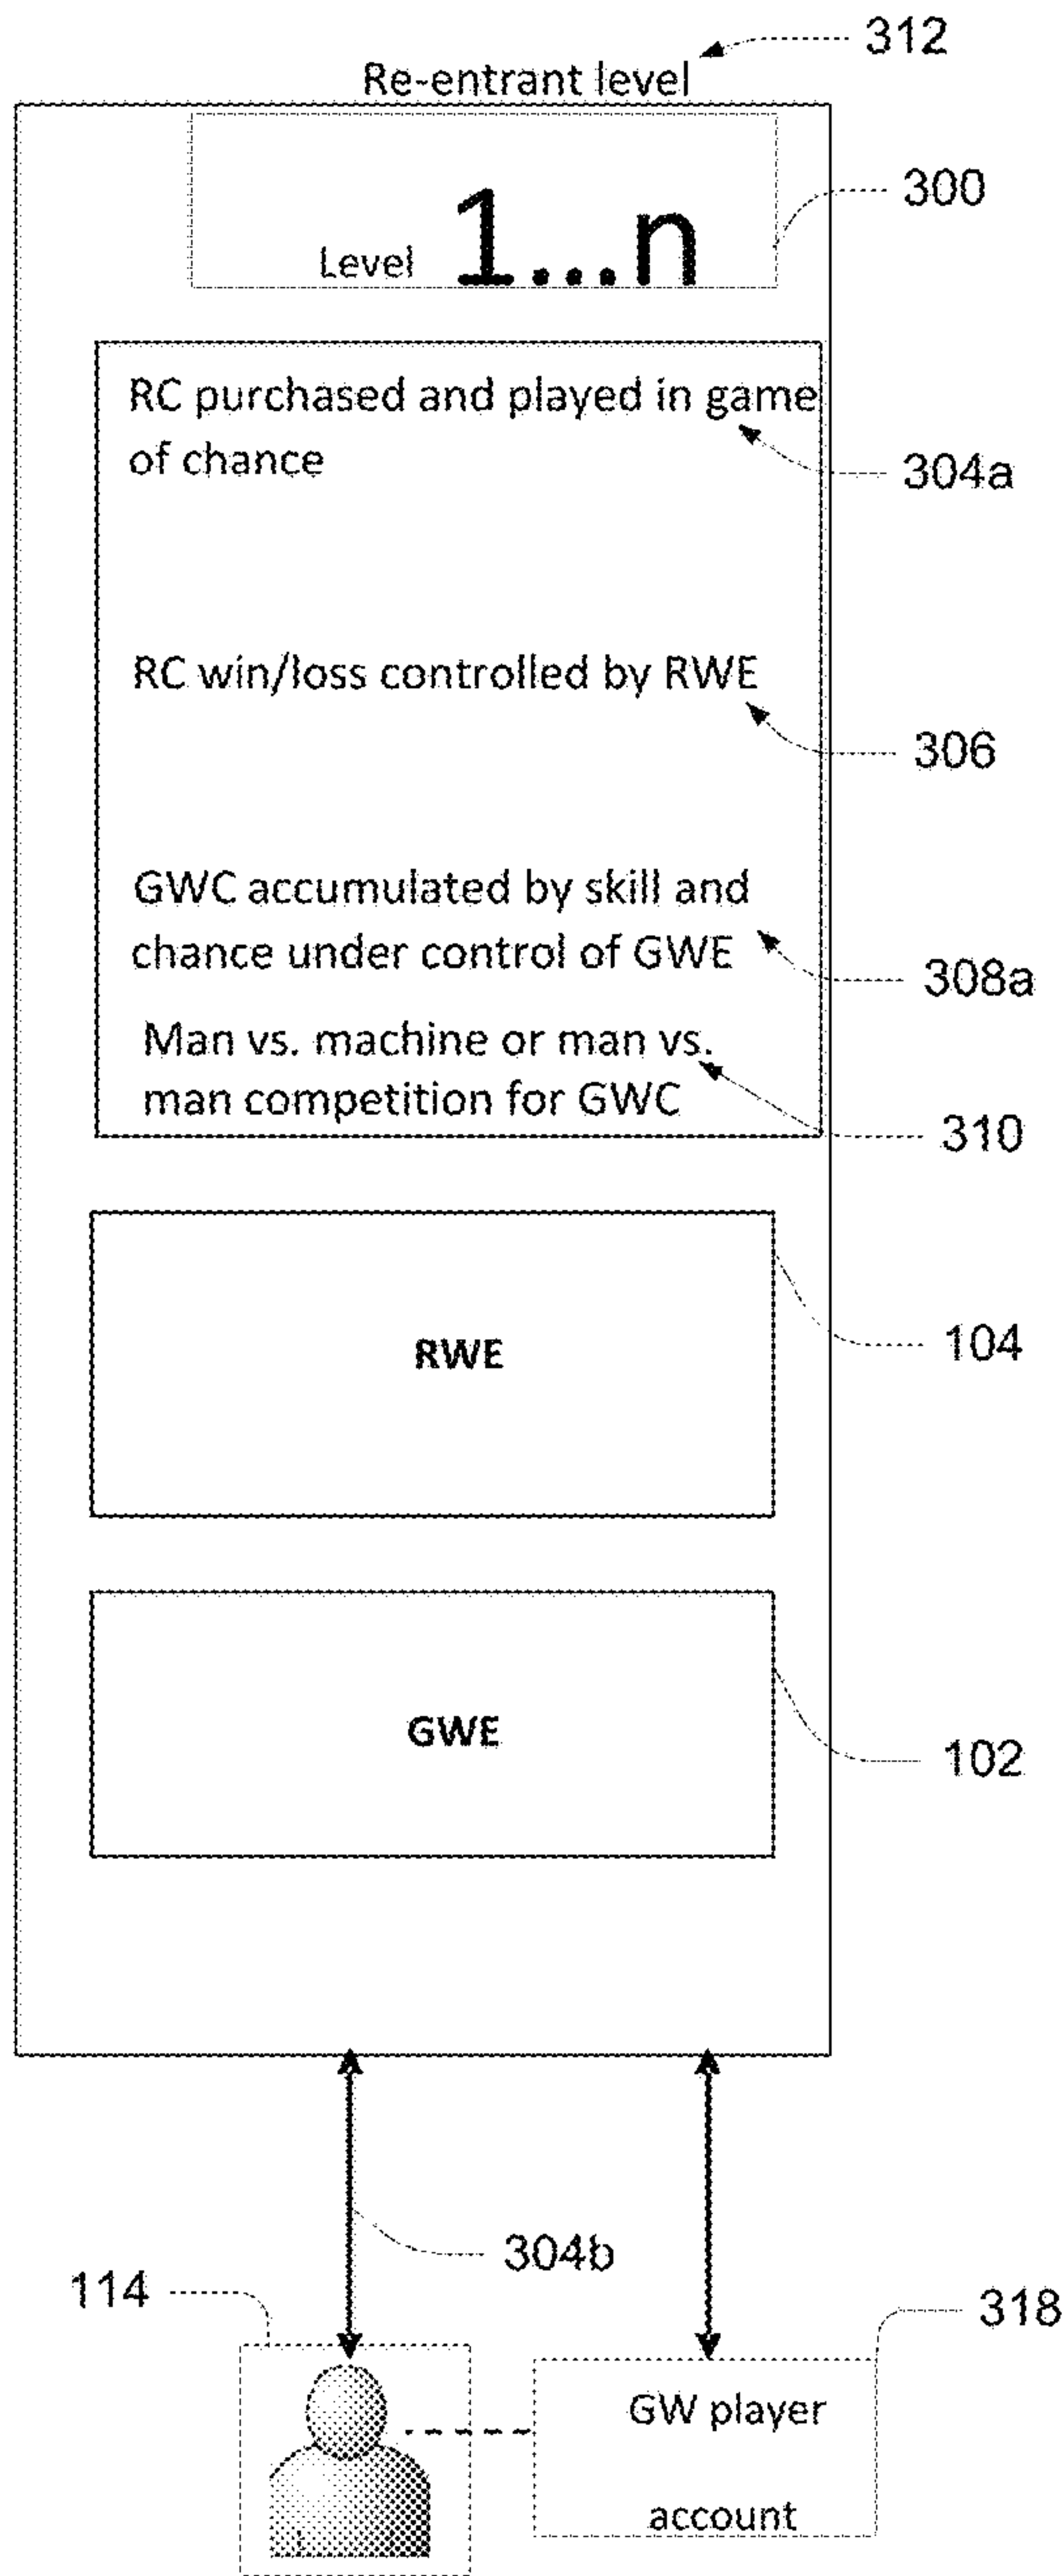 312
Re-entrant level
300
Level 1...n
RC purchased and played in game
of chance
304a
RC win/loss controlled by RWE
306
GWC accumulated by skill and
chance under control of GWE
308a
Man vs. machine or man vs.
man competition for GWC
310
RWE
104
GWE
102
304b
114
318
GW player
account